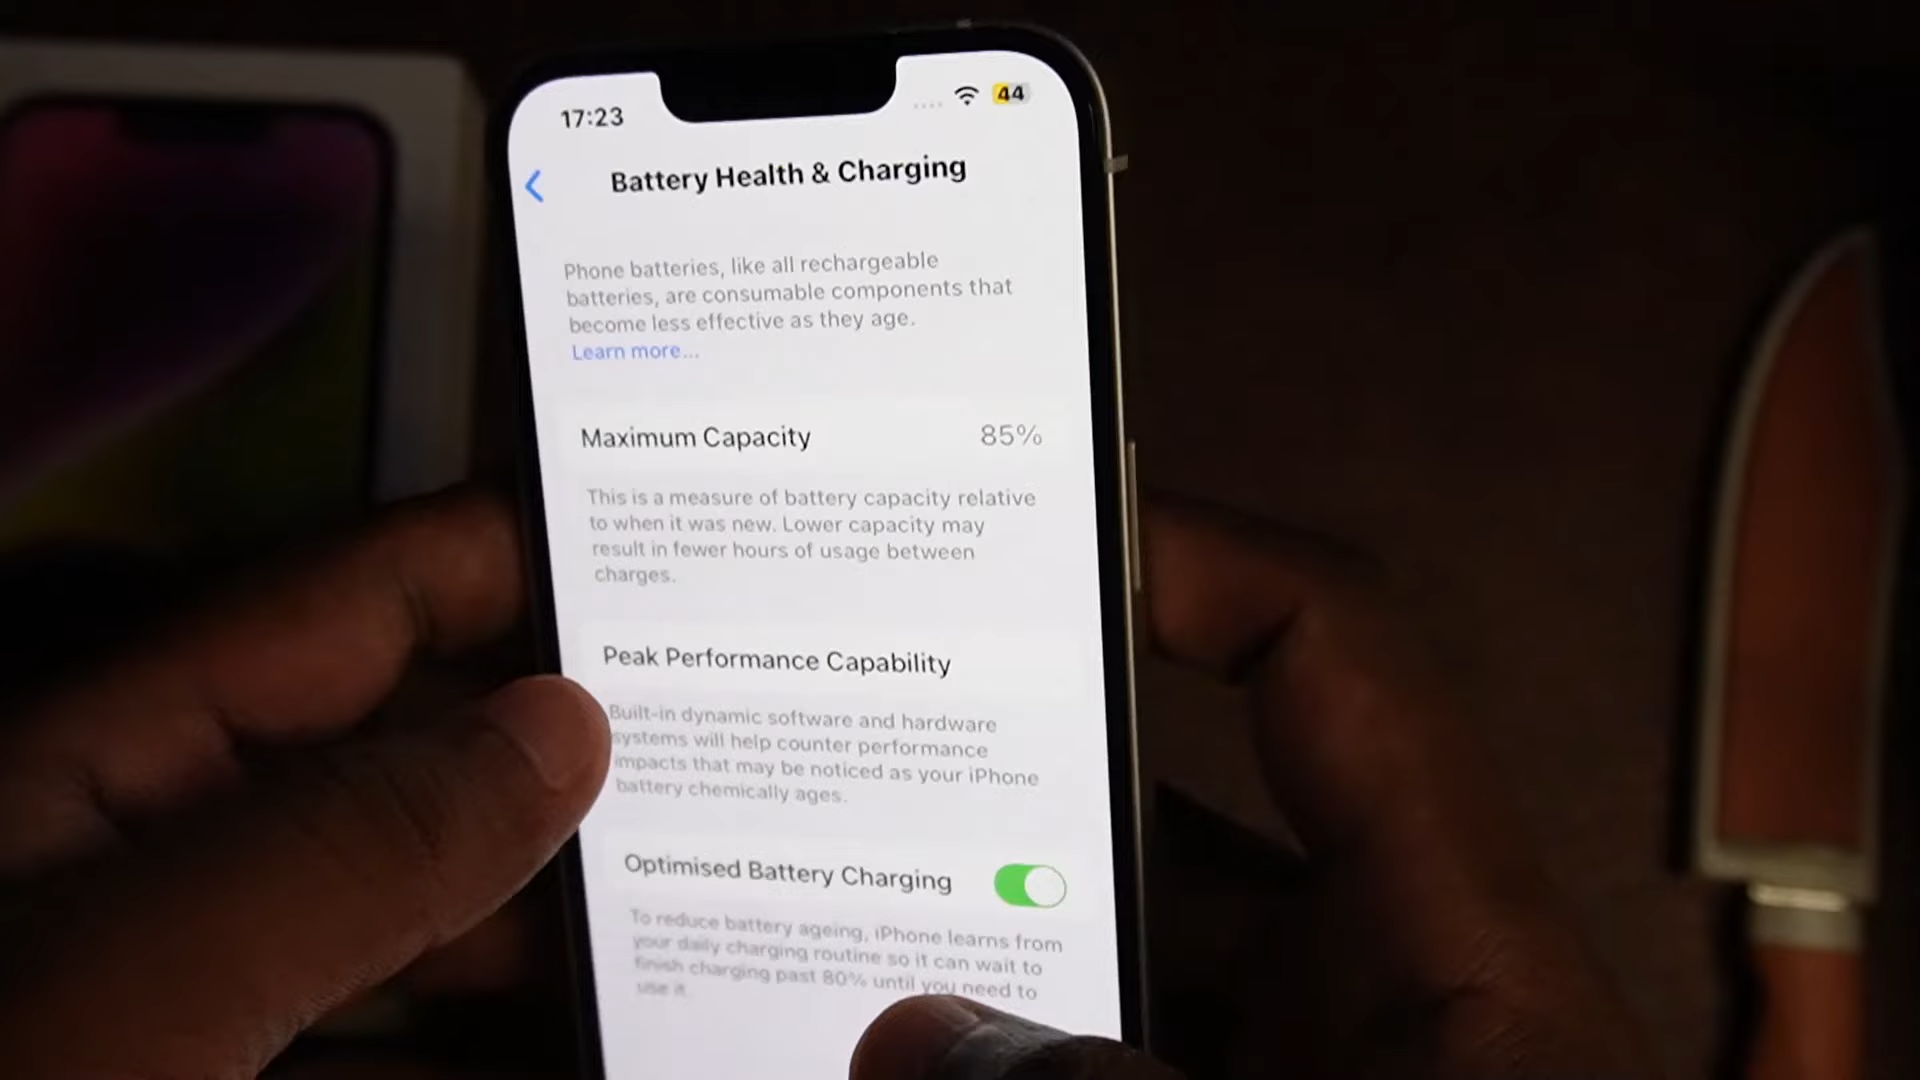 17:23
44
Battery Health & Charging
Phone batteries, like all rechargeable
batteries, are consumable components that
become less effective as they age.
Learn more...
Maximum Capacity 85%
This is a measure of battery capacity relative
to when it was new. Lower capacity may
result in fewer hours of usage between
charges.
Peak Performance Capability
Built-in dynamic software and hardware
systems will help counter performance
impacts that may be noticed as your iPhone
battery chemically ages.
Optimised Battery Charging
To reduce battery ageing, iPhone learns from
your daily charging routine so it can wait to
finish charging past 80% until you need to
use it.